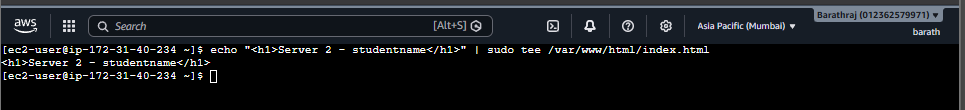 aws
Search
[Alt+S]
Asia Pacific (Mumbai)
Barathraj (012362579971)
barath
[ec2-user@ip-172-31-40-234 ~]$ echo "<h1>Server 2 - studentname</h1>" | sudo tee /var/www/html/index.html
<h1>Server 2 - studentname</h1>
[ec2-user@ip-172-31-40-234 ~]$